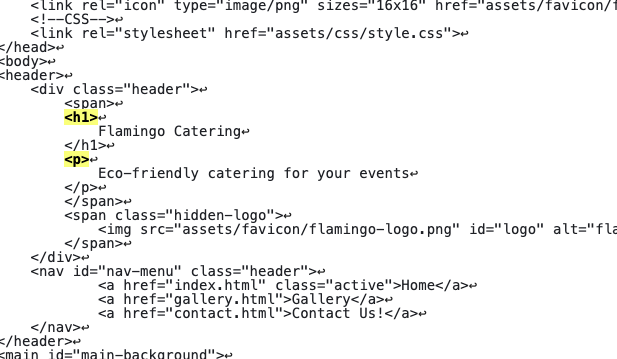 <link rel="icon" type="image/png" sizes="16x16" href="assets/favicon/f
<!--CSS-->↩
<link rel="stylesheet" href="assets/css/style.css">↩
</head>↩
<body>↩
<header>↩
<div class="header">↩
<span>↩
<h1>↩
Flamingo Catering↩
</h1>↩
<p>↩
Eco-friendly catering for your events↩
</p>↩
</span>↩
<span class="hidden-logo">↩
<img src="assets/favicon/flamingo-logo.png" id="logo" alt="fla
</span>↩
</div>↩
<nav id="nav-menu" class="header">↩
<a href="index.html" class="active">Home</a>↩
<a href="gallery.html">Gallery</a>↩
<a href="contact.html">Contact Us!</a>↩
</nav>↩
</header>↩
<main id="main-background">↩